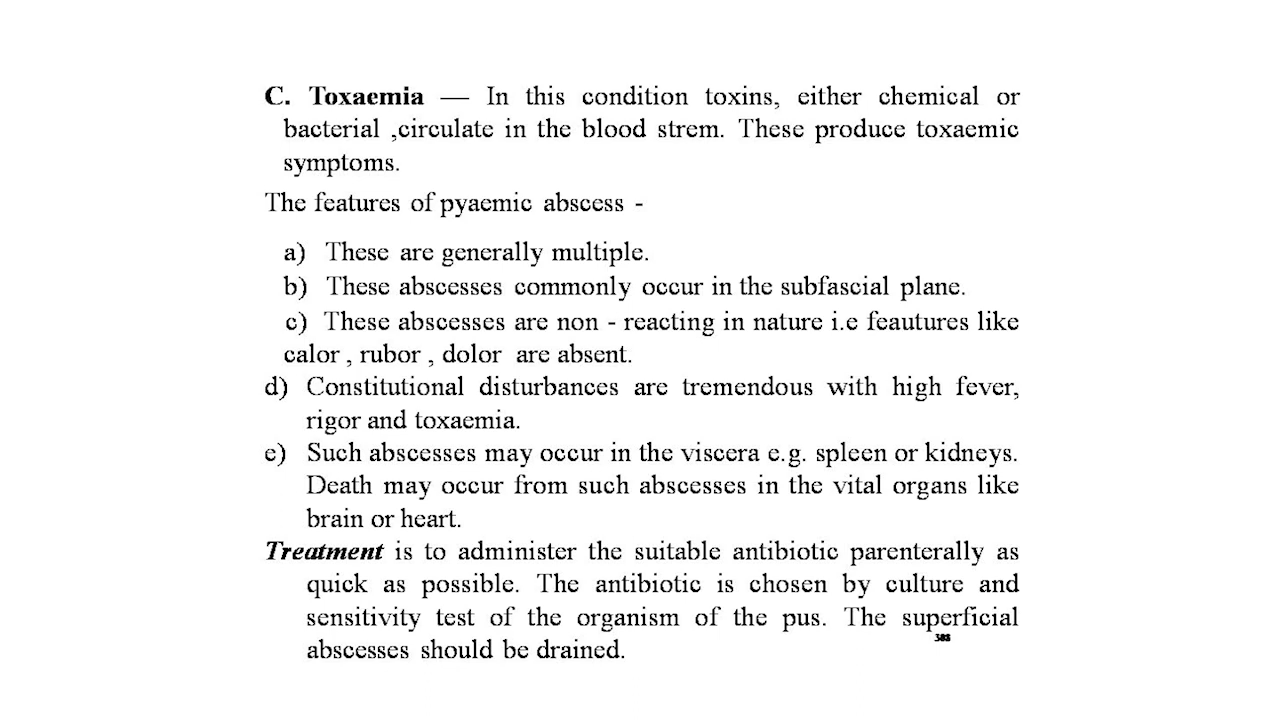 C. Toxaemia — In this condition toxins, either chemical or
bacterial ,circulate in the blood strem. These produce toxaemic
symptoms.
The features of pyaemic abscess -
a) These are generally multiple.
b) These abscesses commonly occur in the subfascial plane.
c) These abscesses are non - reacting in nature i.e feautures like
calor , rubor , dolor are absent.
d) Constitutional disturbances are tremendous with high fever,
rigor and toxaemia.
e) Such abscesses may occur in the viscera e.g. spleen or kidneys.
Death may occur from such abscesses in the vital organs like
brain or heart.
Treatment is to administer the suitable antibiotic parenterally as
quick as possible. The antibiotic is chosen by culture and
sensitivity test of the organism of the pus. The superficial
abscesses should be drained.